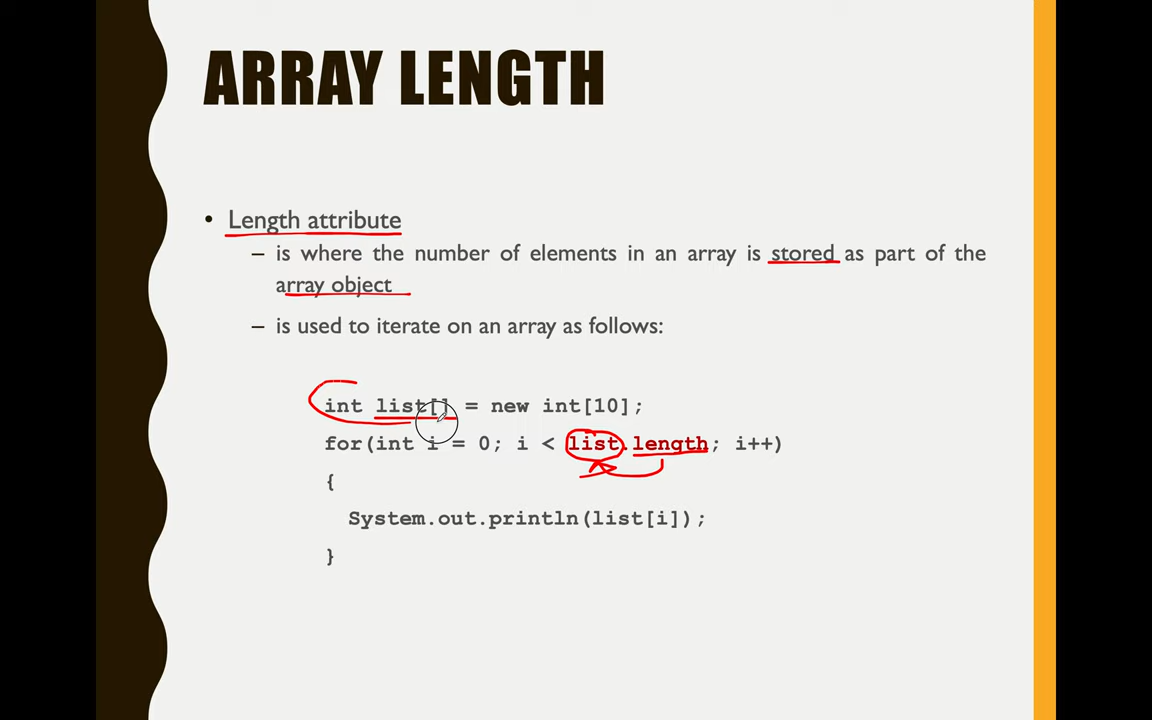 ARRAY LENGTH
• Length attribute
– is where the number of elements in an array is stored as part of the
array object
– is used to iterate on an array as follows:
int list[] = new int[10];
for(int i = 0; i < list.length; i++)
{
System.out.println(list[i]);
}